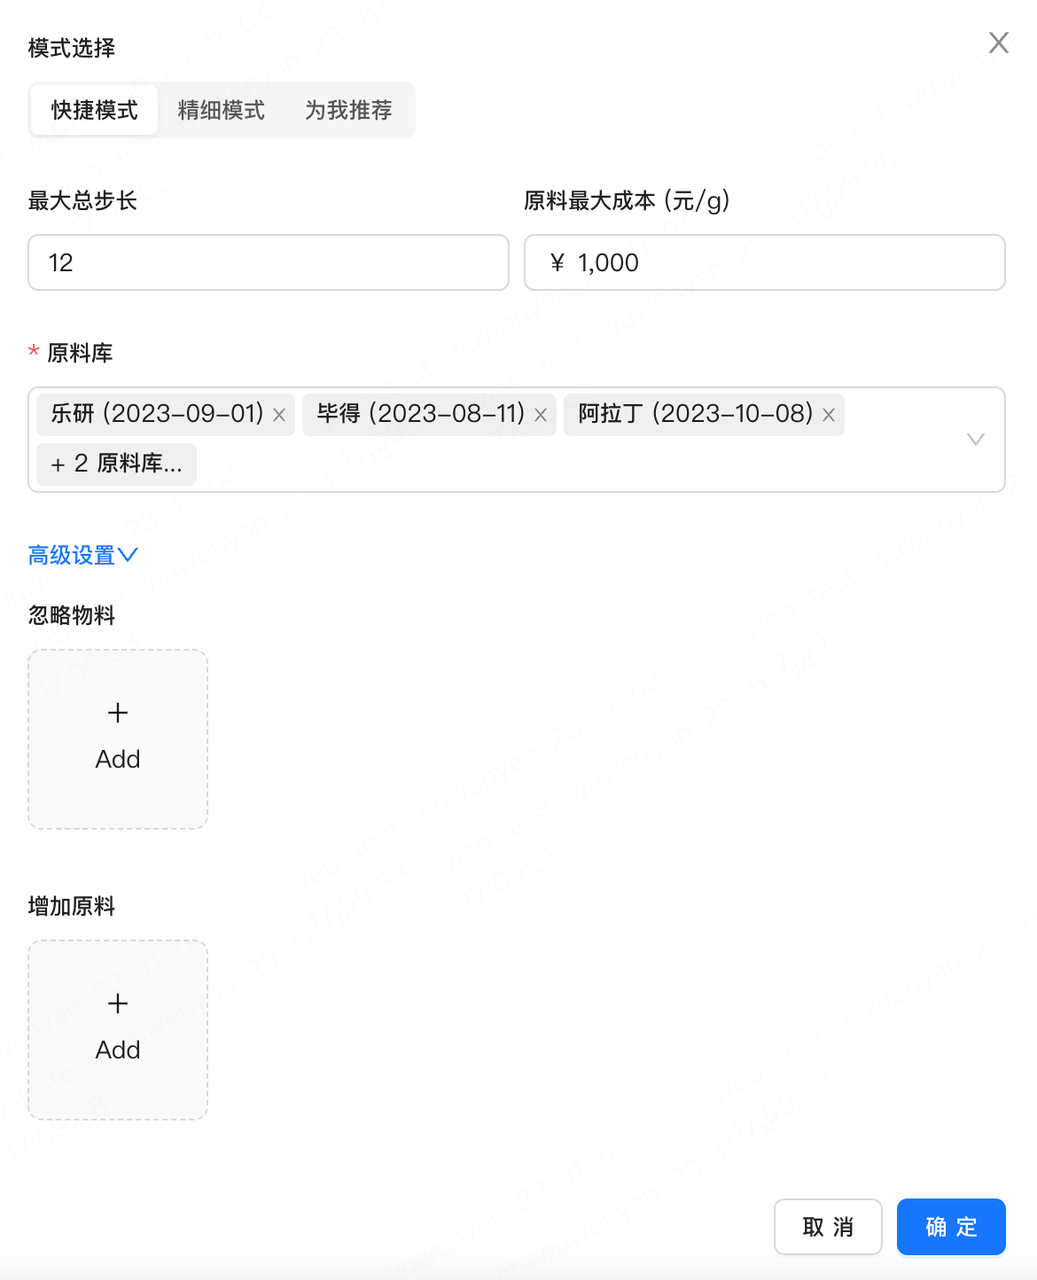 模式选择
快捷模式 精细模式 为我推荐
最大总步长 原料最大成本 (元/g)
12 ¥ 1,000
* 原料库
乐研 (2023-09-01) × 毕得 (2023-08-11) × 阿拉丁 (2023-10-08) ×
+ 2 原料库...
高级设置
忽略物料
+
Add
增加原料
+
Add
取 消 确 定